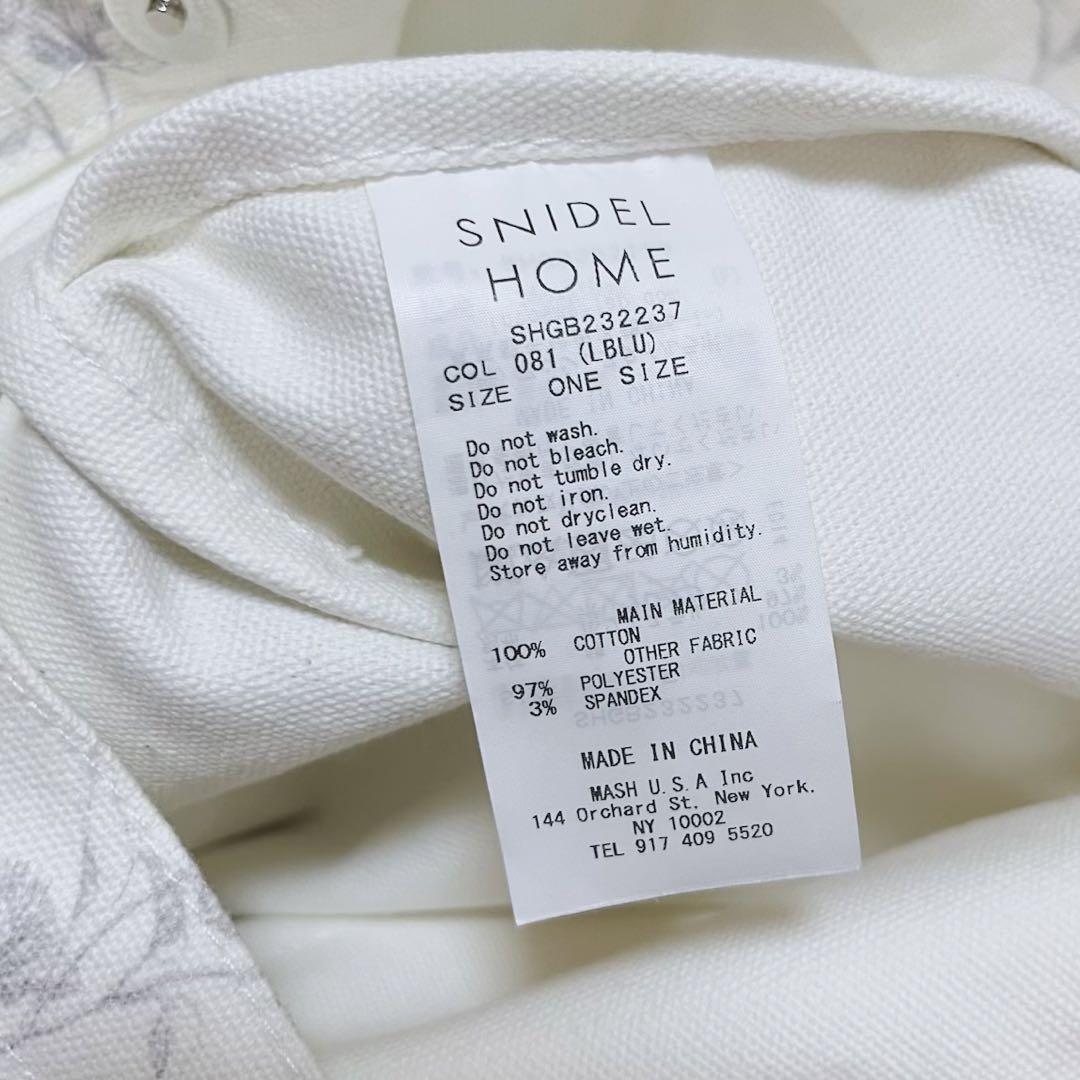 SNIDEL
HOME
SHGB232237
COL 081 (LBLU)
SIZE ONE SIZE
Do not wash.
Do not bleach.
Do not tumble dry.
Do not iron.
Do not dryclean.
Do not leave wet.
Store away from humidity.
MAIN MATERIAL
100% COTTON
OTHER FABRIC
97% POLYESTER
3% SPANDEX
MADE IN CHINA
MASH U.S.A Inc
144 Orchard St. New York.
NY 10002
TEL 917 409 5520